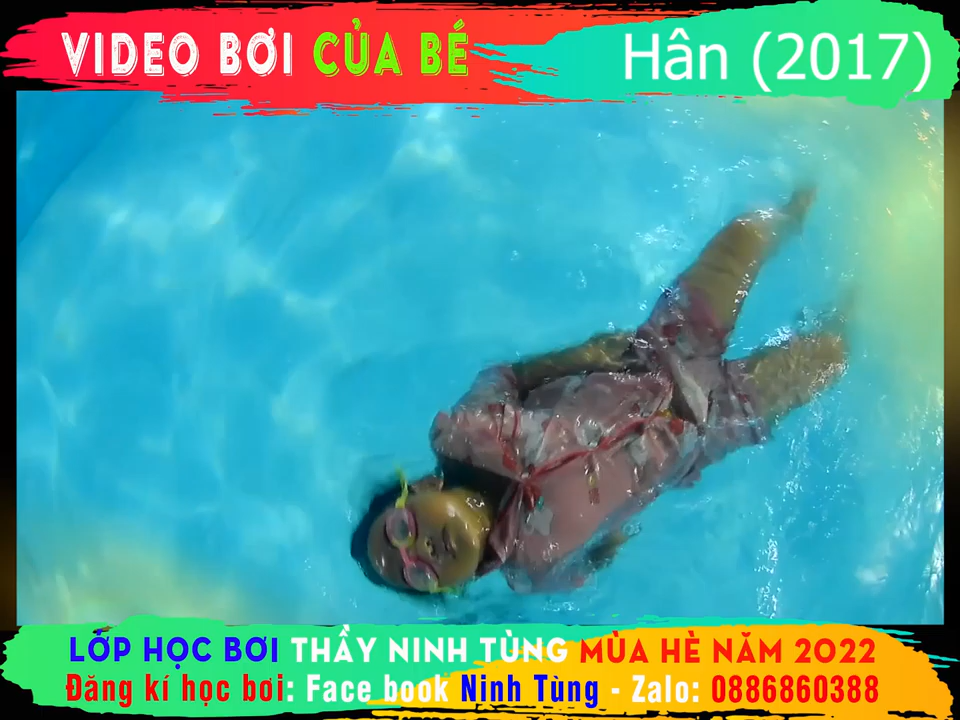 VIDEO BƠI CỦA BÉ
Hân (2017)
LỚP HỌC BƠI THẦY NINH TÙNG MÙA HÈ NĂM 2022
Đăng kí học bơi: Face book Ninh Tùng - Zalo: 0886860388